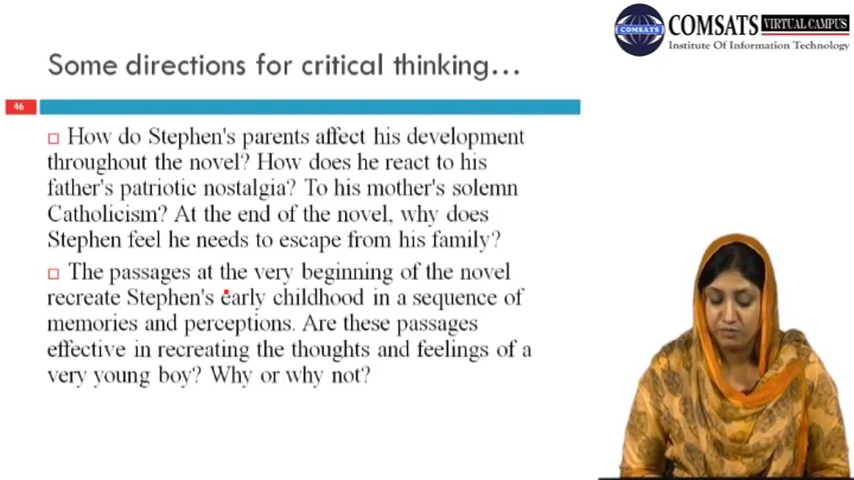 COMSATS
COMSATS VIRTUAL CAMPUS
Institute Of Information Technology
Some directions for critical thinking…
46
How do Stephen's parents affect his development
throughout the novel? How does he react to his
father's patriotic nostalgia? To his mother's solemn
Catholicism? At the end of the novel, why does
Stephen feel he needs to escape from his family?
The passages at the very beginning of the novel
recreate Stephen's early childhood in a sequence of
memories and perceptions. Are these passages
effective in recreating the thoughts and feelings of a
very young boy? Why or why not?